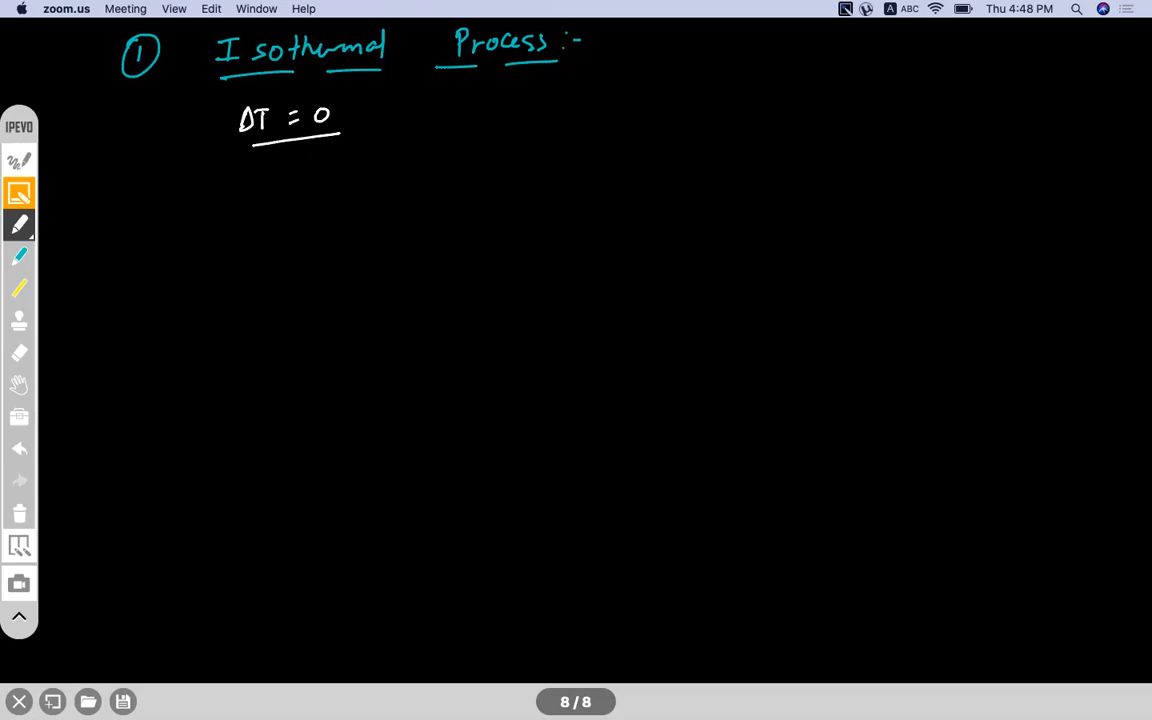 zoom.us Meeting View Edit Window Help A ABC Thu 4:48 PM
① Isothermal Process :-
ΔT = 0
IPEVO
8 / 8